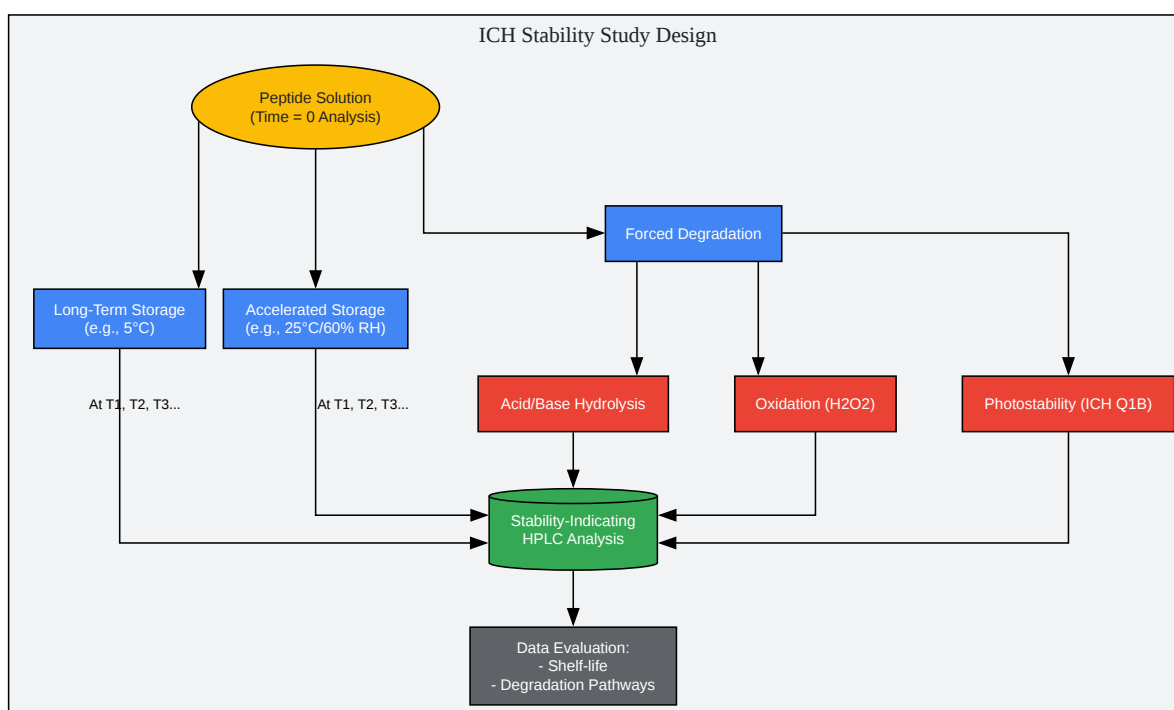 ICH Stability Study Design
Peptide Solution
(Time = 0 Analysis)
Forced Degradation
Long-Term Storage
(e.g., 5°C)
Accelerated Storage
(e.g., 25°C/60% RH)
At T1, T2, T3...
At T1, T2, T3...
Acid/Base Hydrolysis
Oxidation (H2O2)
Photostability (ICH Q1B)
Stability-Indicating
HPLC Analysis
Data Evaluation:
- Shelf-life
- Degradation Pathways